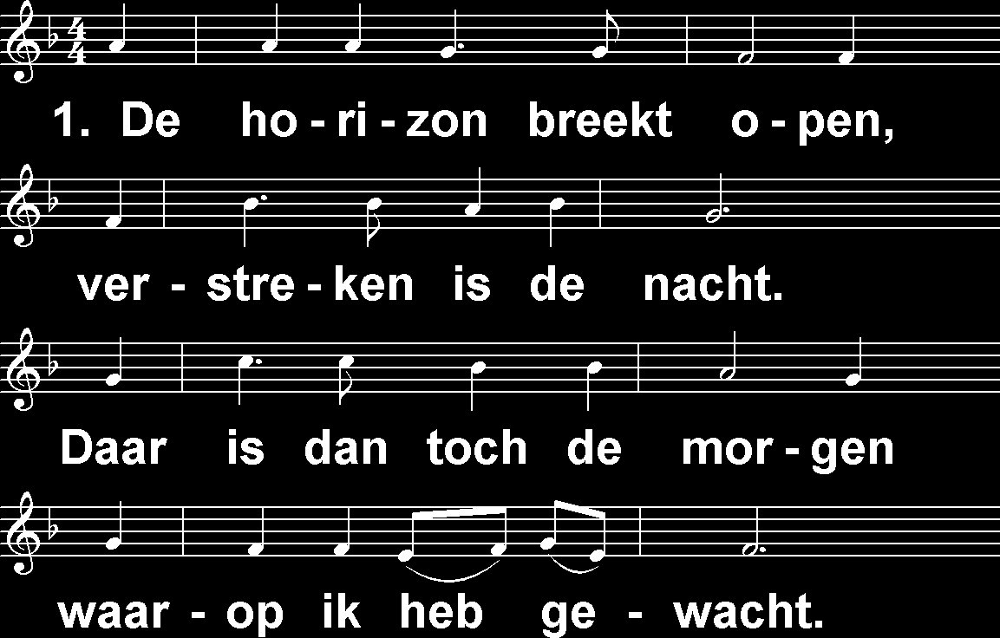 1. De ho - ri - zon breekt o - pen,
ver - stre - ken is de nacht.
Daar is dan toch de mor - gen
waar - op ik heb ge - wacht.